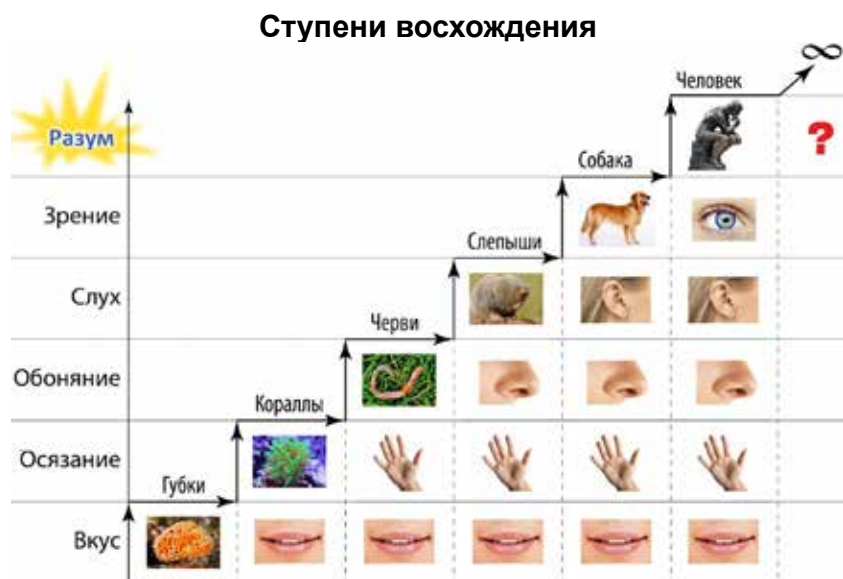 Ступени восхождения
∞
Человек
Разум
?
Собака
Зрение
Слепыши
Слух
Черви
Обоняние
Кораллы
Осязание
Губки
Вкус